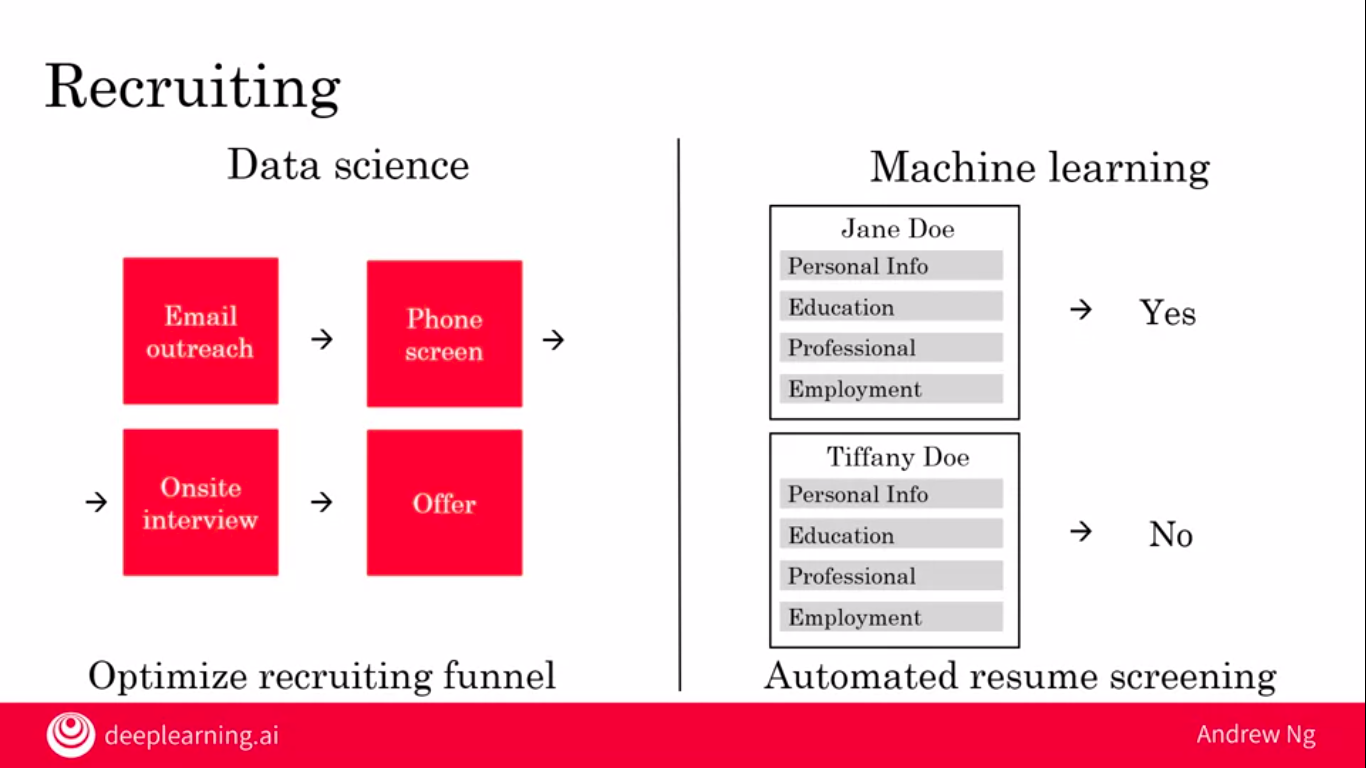 Recruiting
Data science
Email
outreach
→
Phone
screen
→
→
Onsite
interview
→
Offer
Optimize recruiting funnel
Machine learning
Jane Doe
Personal Info
Education
Professional
Employment
→ Yes
Tiffany Doe
Personal Info
Education
Professional
Employment
→ No
Automated resume screening
deeplearning.ai
Andrew Ng